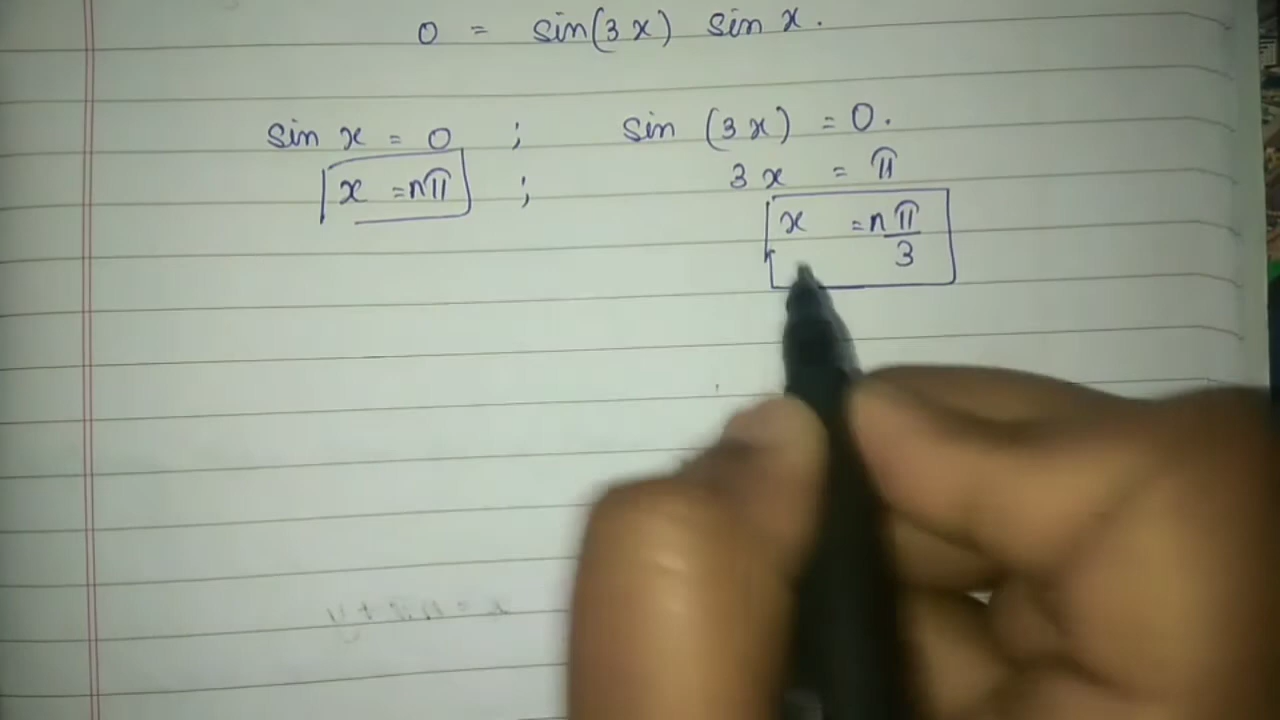 0 = sin(3x) sin x.
sin x = 0 ; sin (3x) = 0.
x = nπ ; 3x = π
x = nπ/3